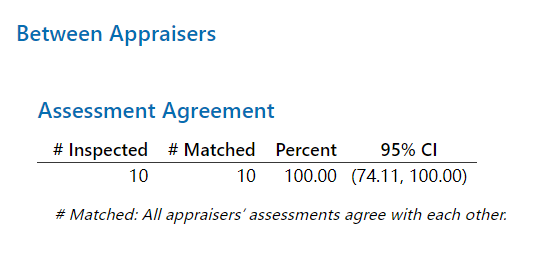 Between Appraisers
Assessment Agreement
# Inspected # Matched Percent 95% CI
10 10 100.00 (74.11, 100.00)
# Matched: All appraisers’ assessments agree with each other.